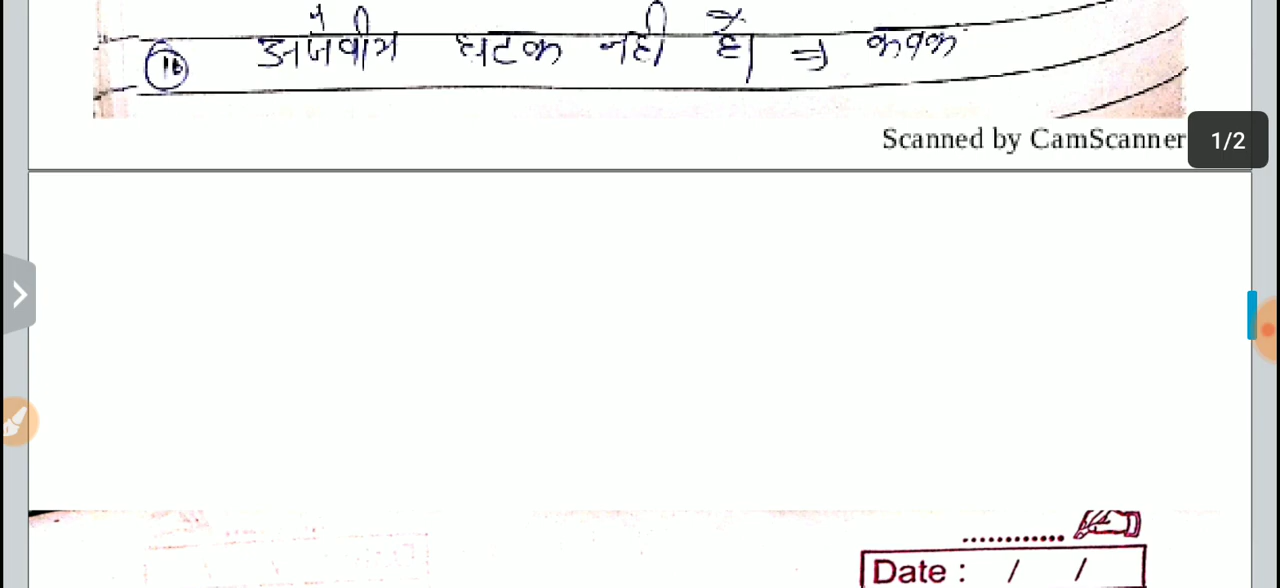 16 अजैवीय घटक नही है। ⇒ कवक
Scanned by CamScanner
1/2
Date : / /